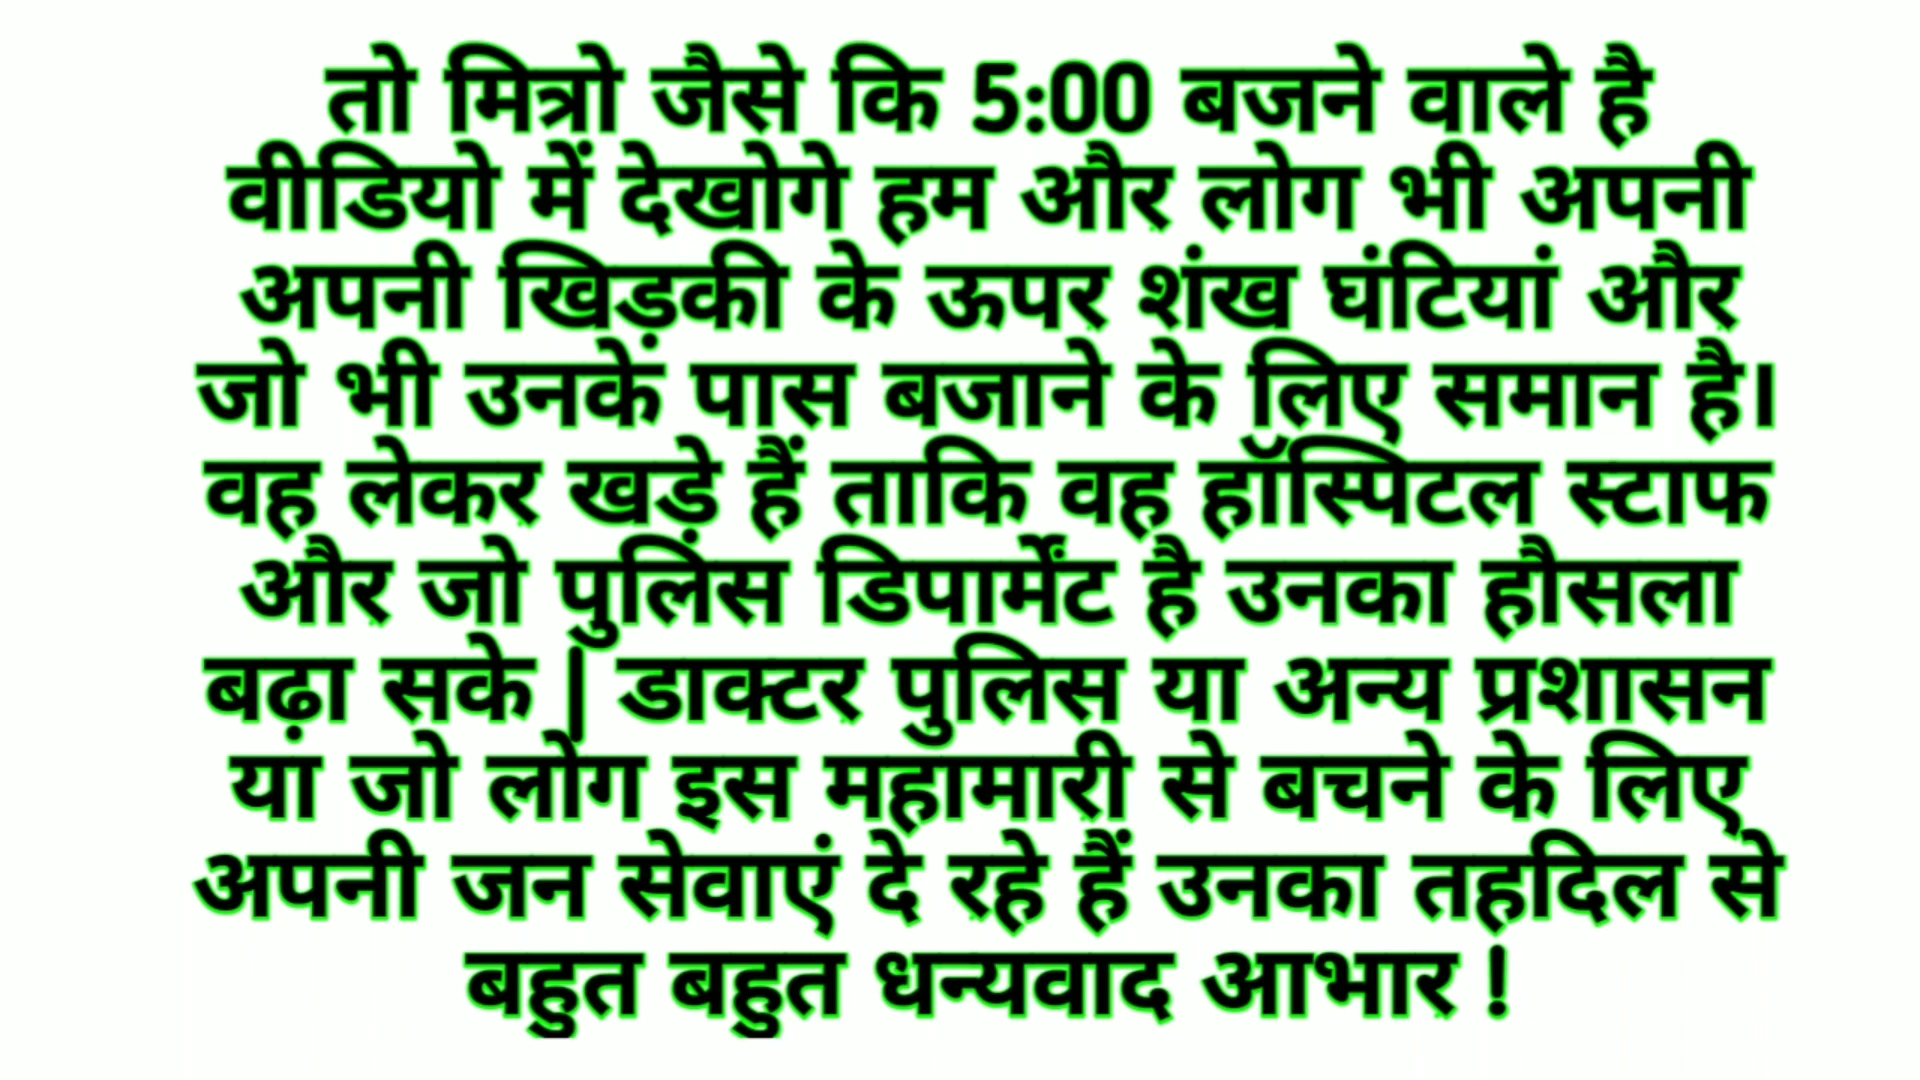 तो मित्रो जैसे कि 5:00 बजने वाले है
वीडियो में देखोगे हम और लोग भी अपनी
अपनी खिड़की के ऊपर शंख घंटियां और
जो भी उनके पास बजाने के लिए समान है।
वह लेकर खड़े हैं ताकि वह हॉस्पिटल स्टाफ
और जो पुलिस डिपार्मेंट है उनका हौसला
बढ़ा सके | डाक्टर पुलिस या अन्य प्रशासन
या जो लोग इस महामारी से बचने के लिए
अपनी जन सेवाएं दे रहे हैं उनका तहदिल से
बहुत बहुत धन्यवाद आभार !